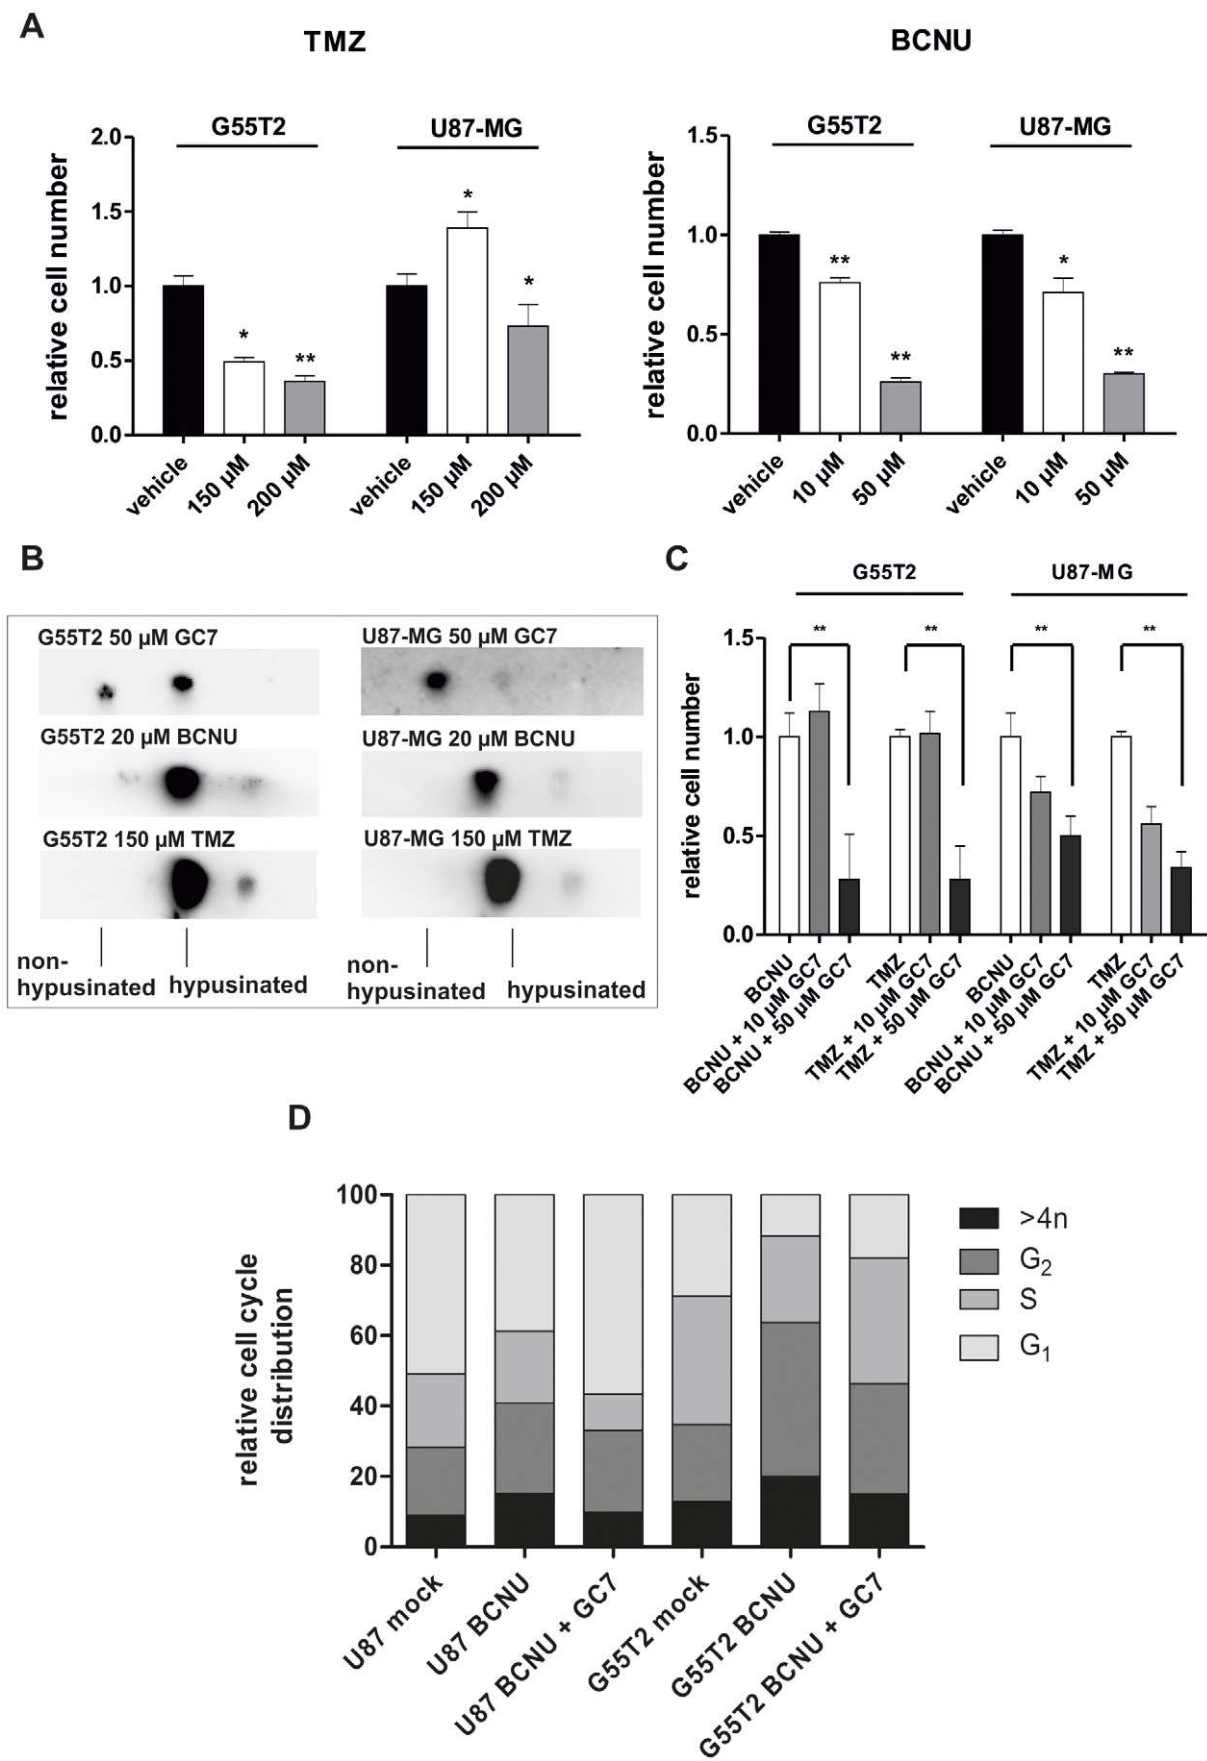 A
TMZ
BCNU
G55T2
U87-MG
2.0
1.5
1.0
0.5
0.0
relative cell number
*
**
*
*
vehicle
150 µM
200 µM
vehicle
150 µM
200 µM
G55T2
U87-MG
1.5
1.0
0.5
0.0
relative cell number
**
**
*
**
vehicle
10 µM
50 µM
vehicle
10 µM
50 µM
B
G55T2 50 µM GC7
U87-MG 50 µM GC7
G55T2 20 µM BCNU
U87-MG 20 µM BCNU
G55T2 150 µM TMZ
U87-MG 150 µM TMZ
non-
hypusinated
hypusinated
non-
hypusinated
hypusinated
C
G55T2
U87-MG
**
**
**
**
1.5
1.0
0.5
0.0
relative cell number
BCNU
BCNU + 10 µM GC7
BCNU + 50 µM GC7
TMZ
TMZ + 10 µM GC7
TMZ + 50 µM GC7
BCNU
BCNU + 10 µM GC7
BCNU + 50 µM GC7
TMZ
TMZ + 10 µM GC7
TMZ + 50 µM GC7
D
100
80
60
40
20
0
relative cell cycle
distribution
>4n
G₂
S
G₁
U87 mock
U87 BCNU
U87 BCNU + GC7
G55T2 mock
G55T2 BCNU
G55T2 BCNU + GC7